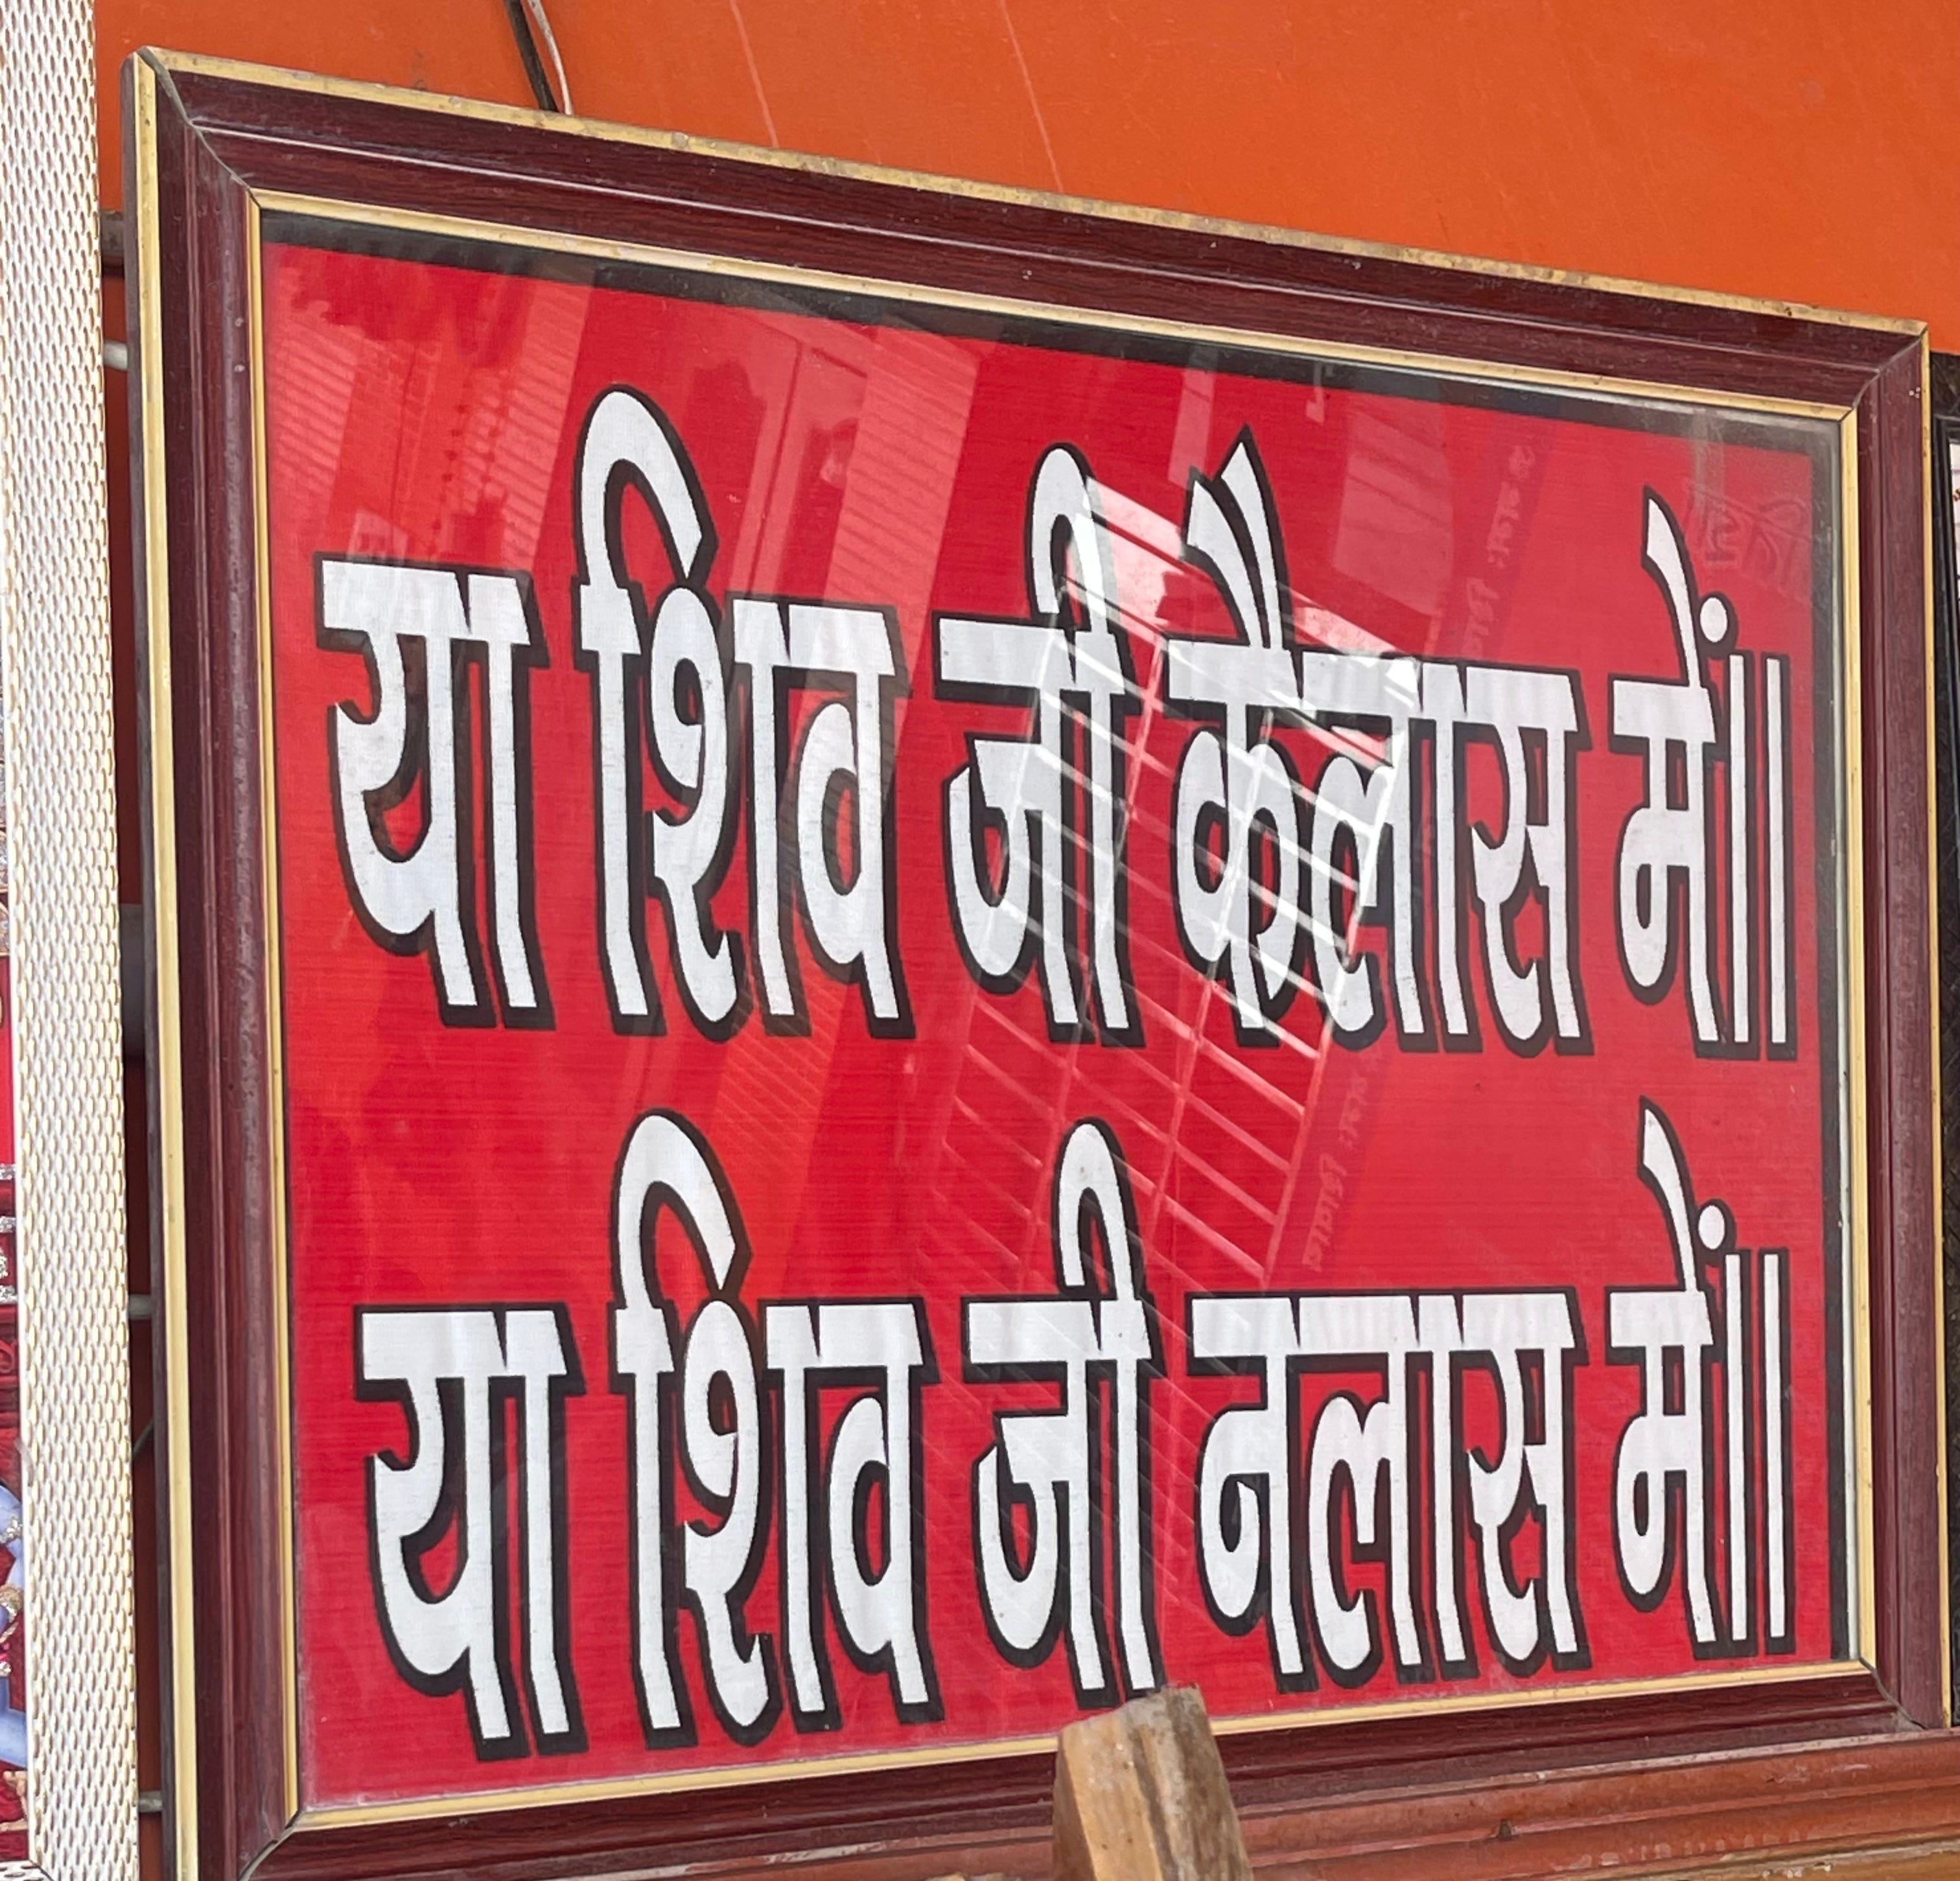 या शिव जी कैलास में।।
या शिव जी नलास में।।